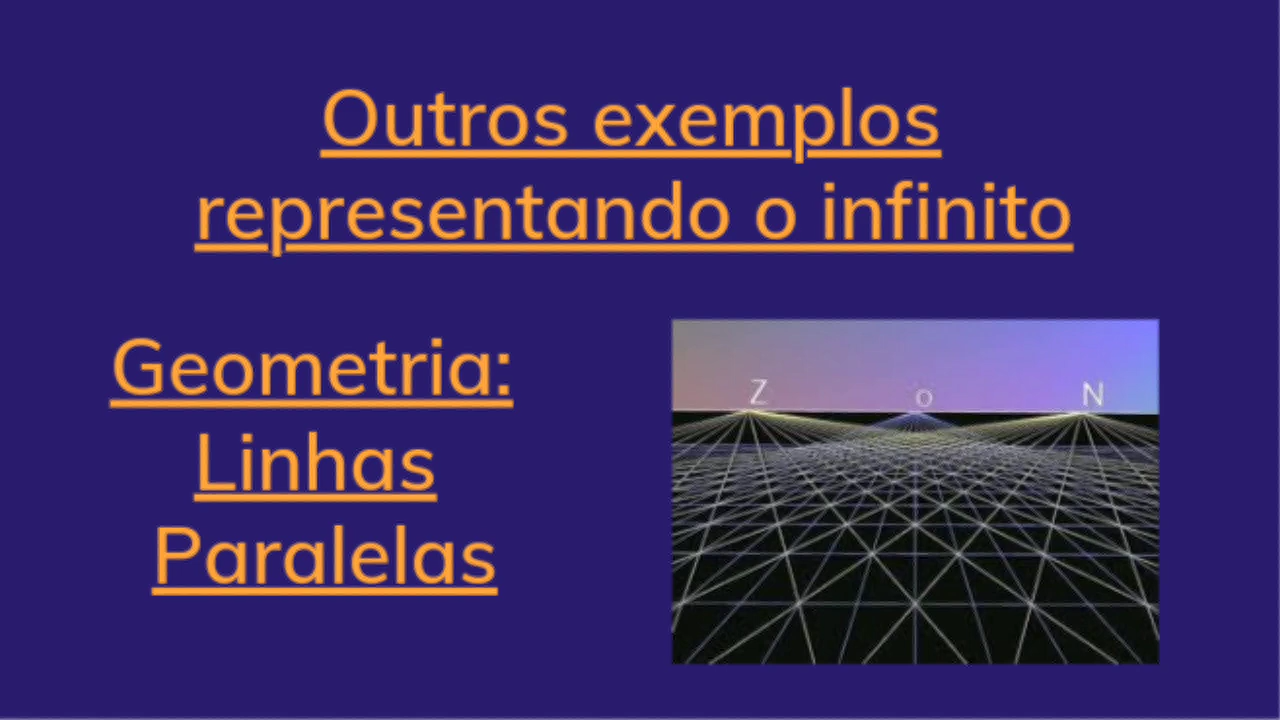 Outros exemplos
representando o infinito
Geometria:
Linhas
Paralelas
Z o N